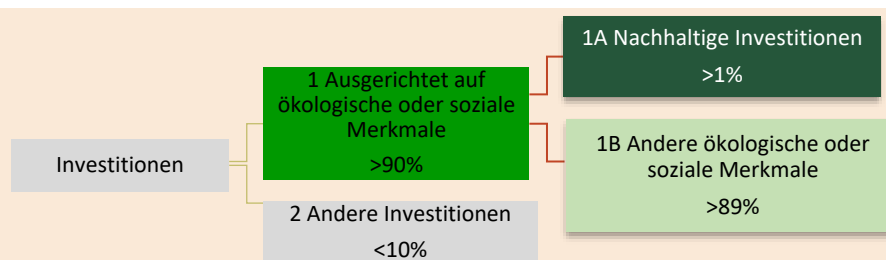 Investitionen
1 Ausgerichtet auf
ökologische oder soziale
Merkmale
>90%
2 Andere Investitionen
<10%
1A Nachhaltige Investitionen
>1%
1B Andere ökologische oder
soziale Merkmale
>89%